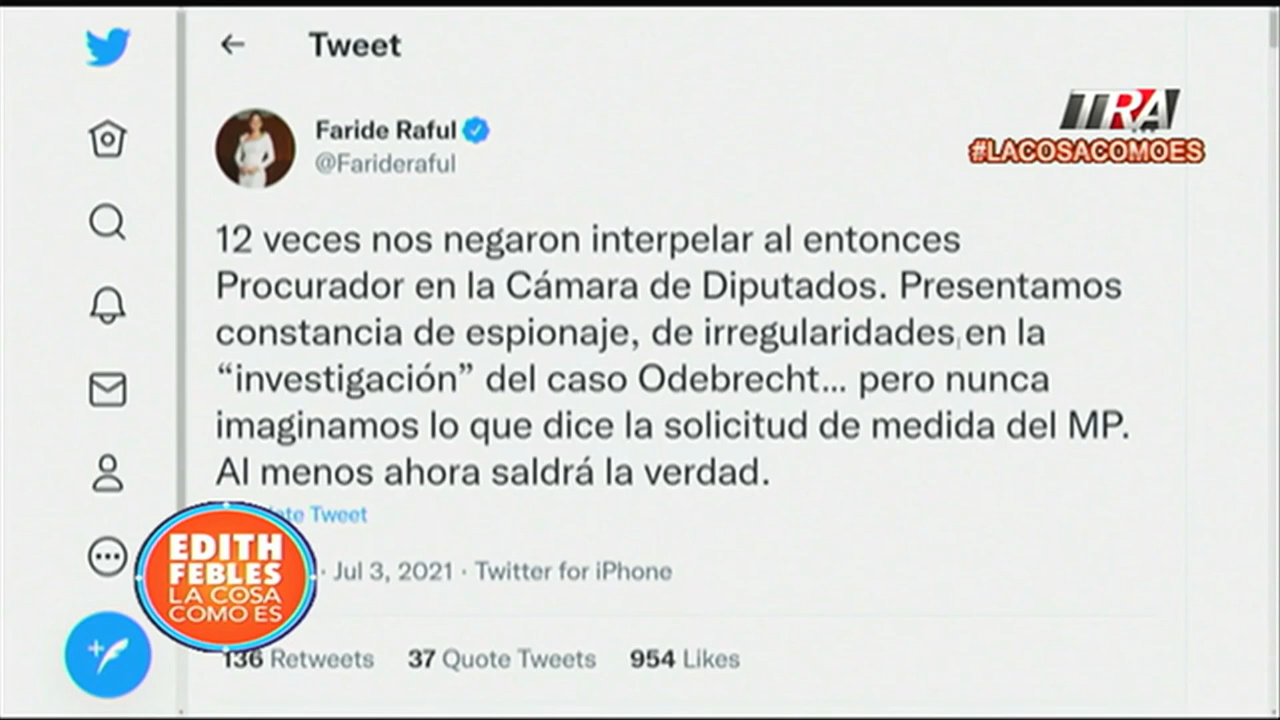 Tweet
TRA
#LACOSACOMOES
Faride Raful
@Farideraful
12 veces nos negaron interpelar al entonces
Procurador en la Cámara de Diputados. Presentamos
constancia de espionaje, de irregularidades en la
“investigación” del caso Odebrecht... pero nunca
imaginamos lo que dice la solicitud de medida del MP.
Al menos ahora saldrá la verdad.
Tweet
· Jul 3, 2021 · Twitter for iPhone
EDITH
FEBLES
LA COSA
COMO ES
136 Retweets 37 Quote Tweets 954 Likes